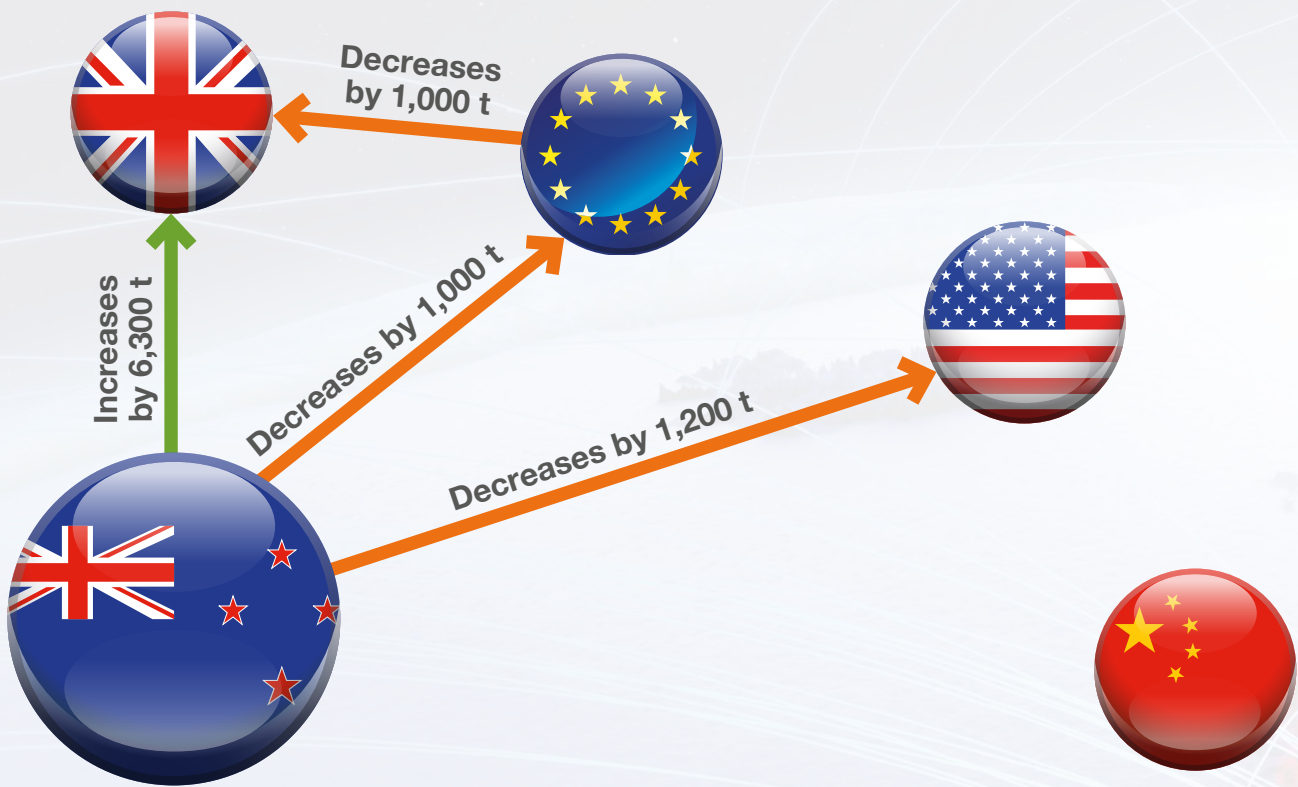 Decreases
by 1,000 t
Increases
by 6,300 t
Decreases by 1,000 t
Decreases by 1,200 t